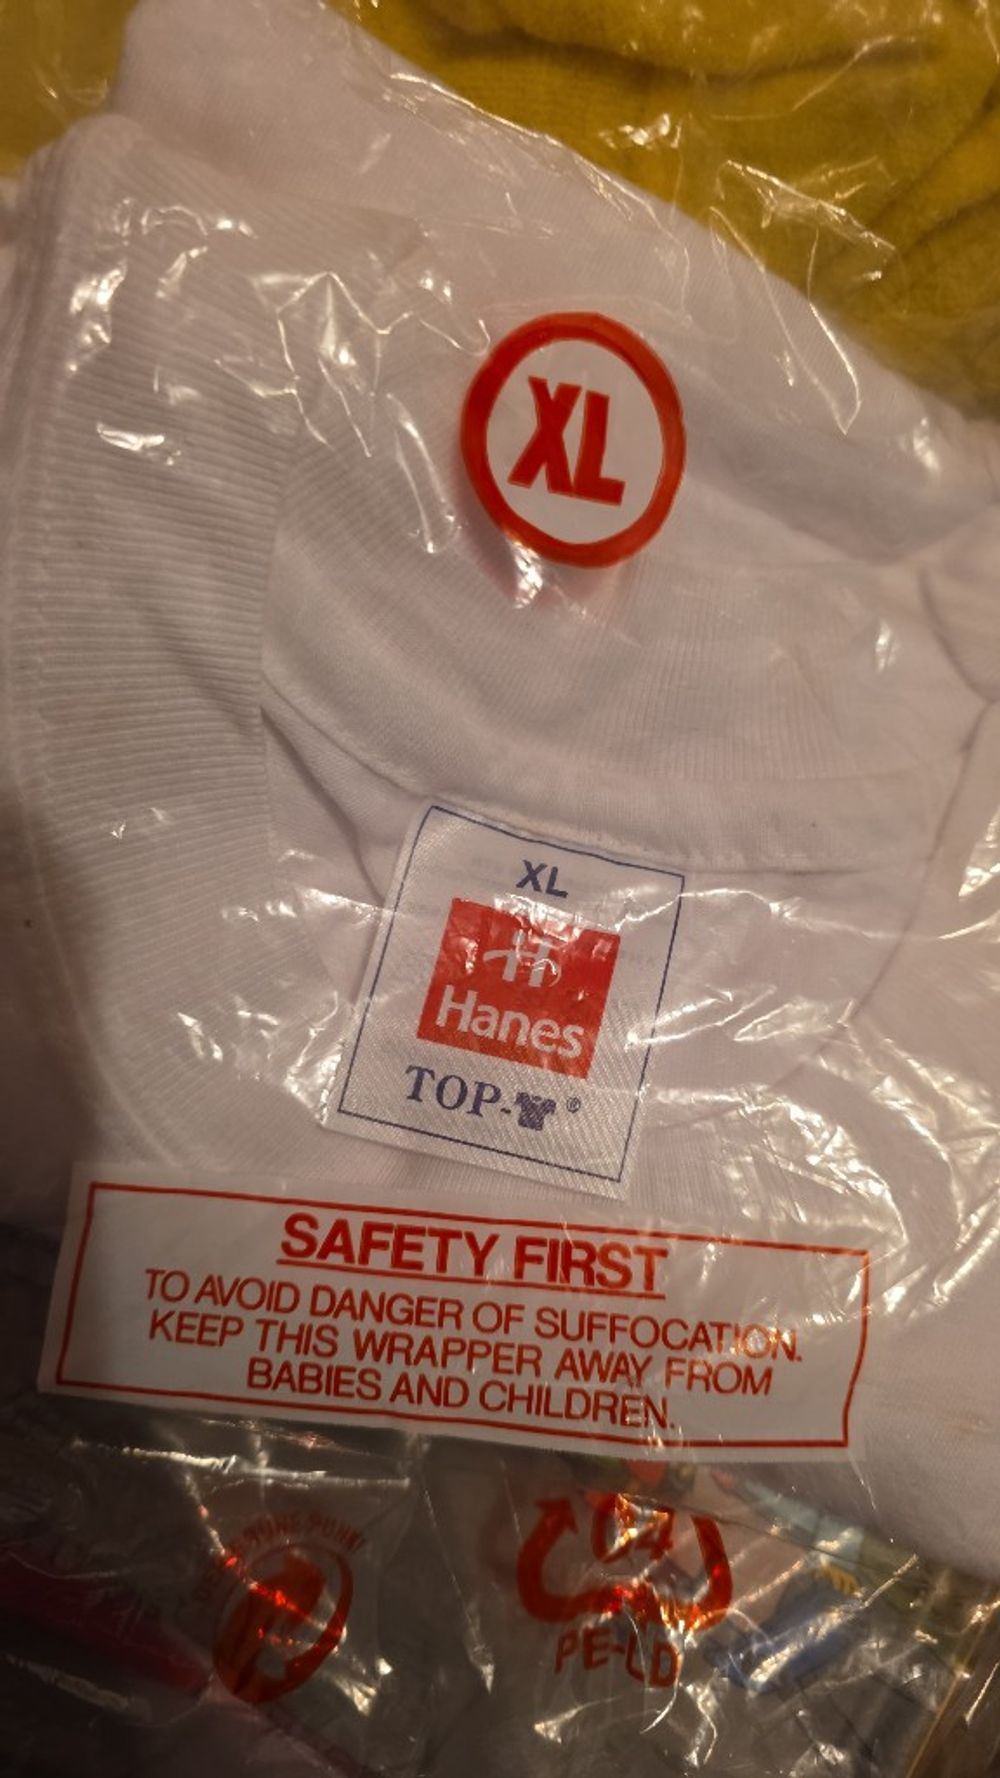 XL
XL
Hanes
TOP-®
SAFETY FIRST
TO AVOID DANGER OF SUFFOCATION.
KEEP THIS WRAPPER AWAY FROM
BABIES AND CHILDREN.
04
PE-LD